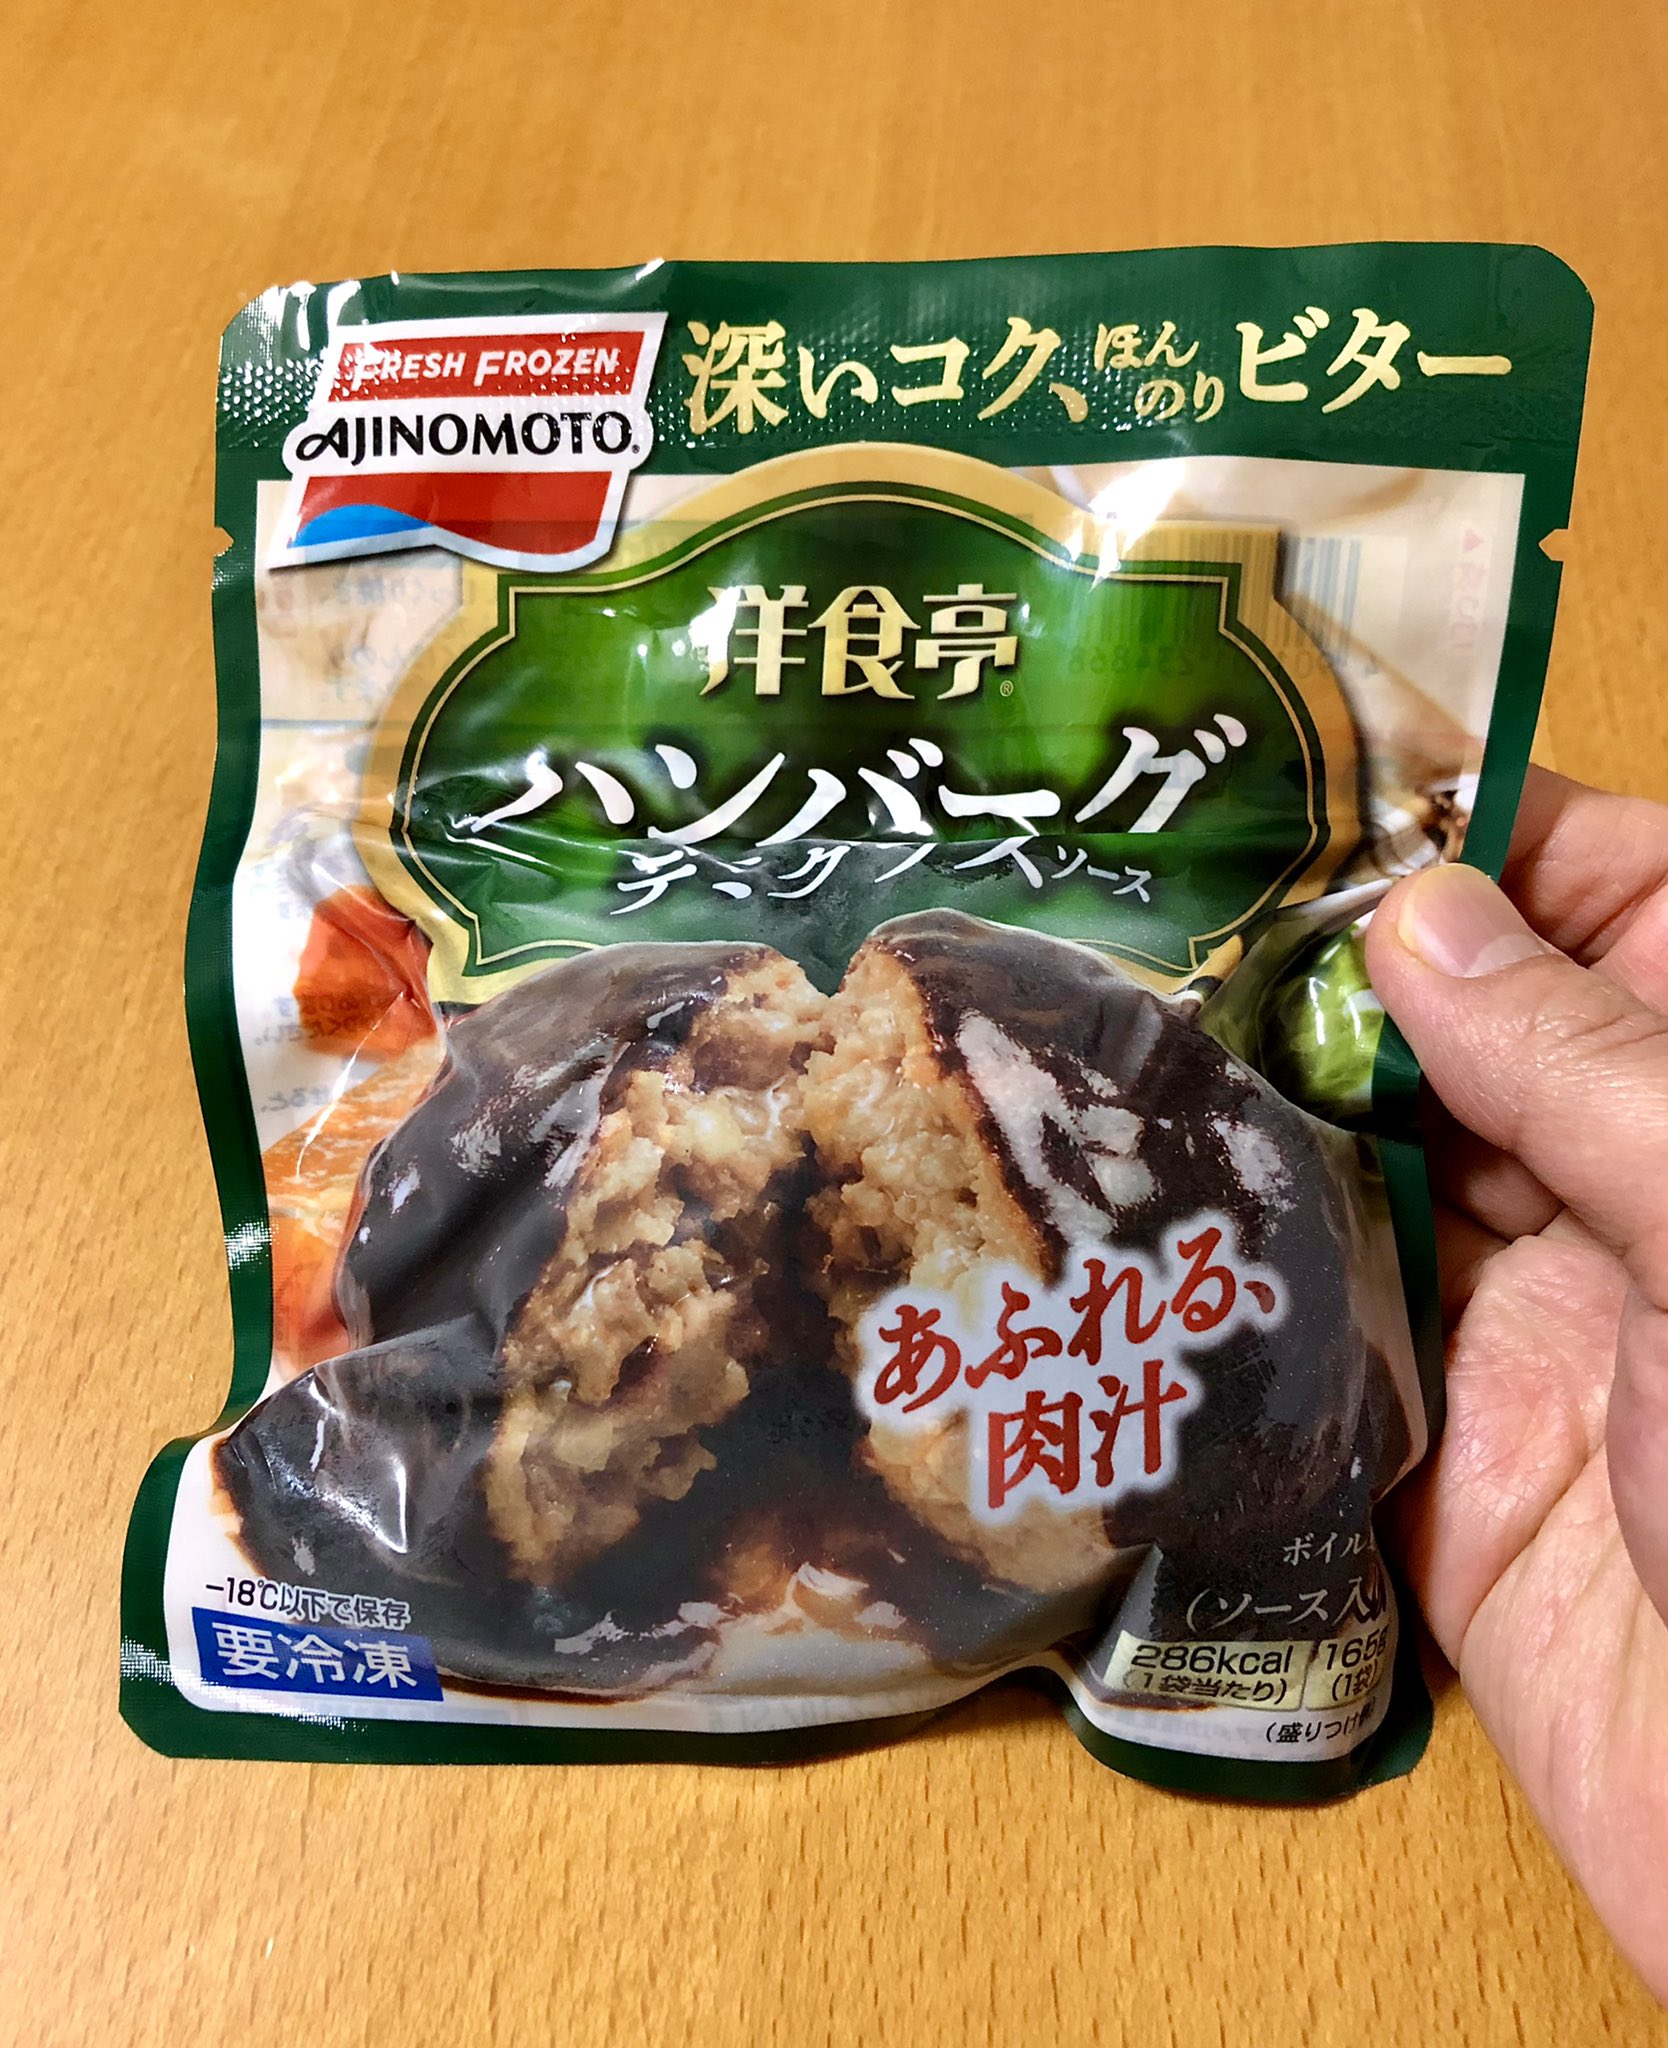 FRESH FROZEN
AJINOMOTO®
深いコク、ほんのりビター
洋食亭®
ハンバーグ
デミグラスソース
あふれる、
肉汁
ボイル
(ソース入り
286kcal
(1袋当たり)
165g
(1袋)
(盛りつけ例)
-18℃以下で保存
要冷凍